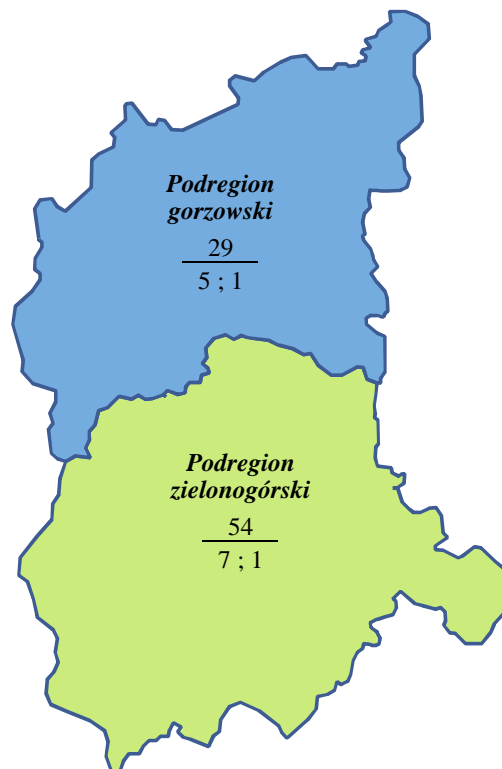 Podregion
gorzowski
29
5 ; 1
Podregion
zielonogórski
54
7 ; 1